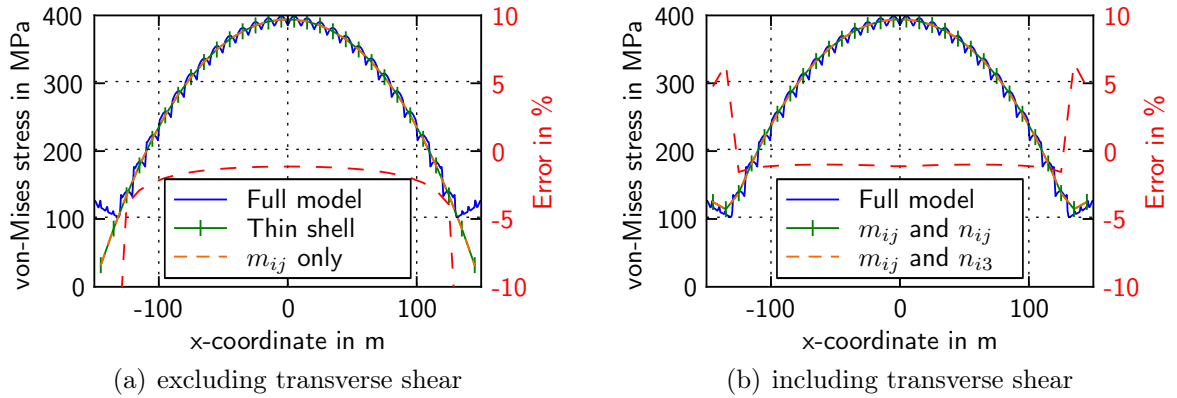 400
300
200
100
0
von-Mises stress in MPa
10
5
0
-5
-10
Error in %
Full model
Thin shell
m_{ij} only
-100 0 100
x-coordinate in m
(a) excluding transverse shear
400
300
200
100
0
von-Mises stress in MPa
10
5
0
-5
-10
Error in %
Full model
m_{ij} and n_{ij}
m_{ij} and n_{i3}
-100 0 100
x-coordinate in m
(b) including transverse shear